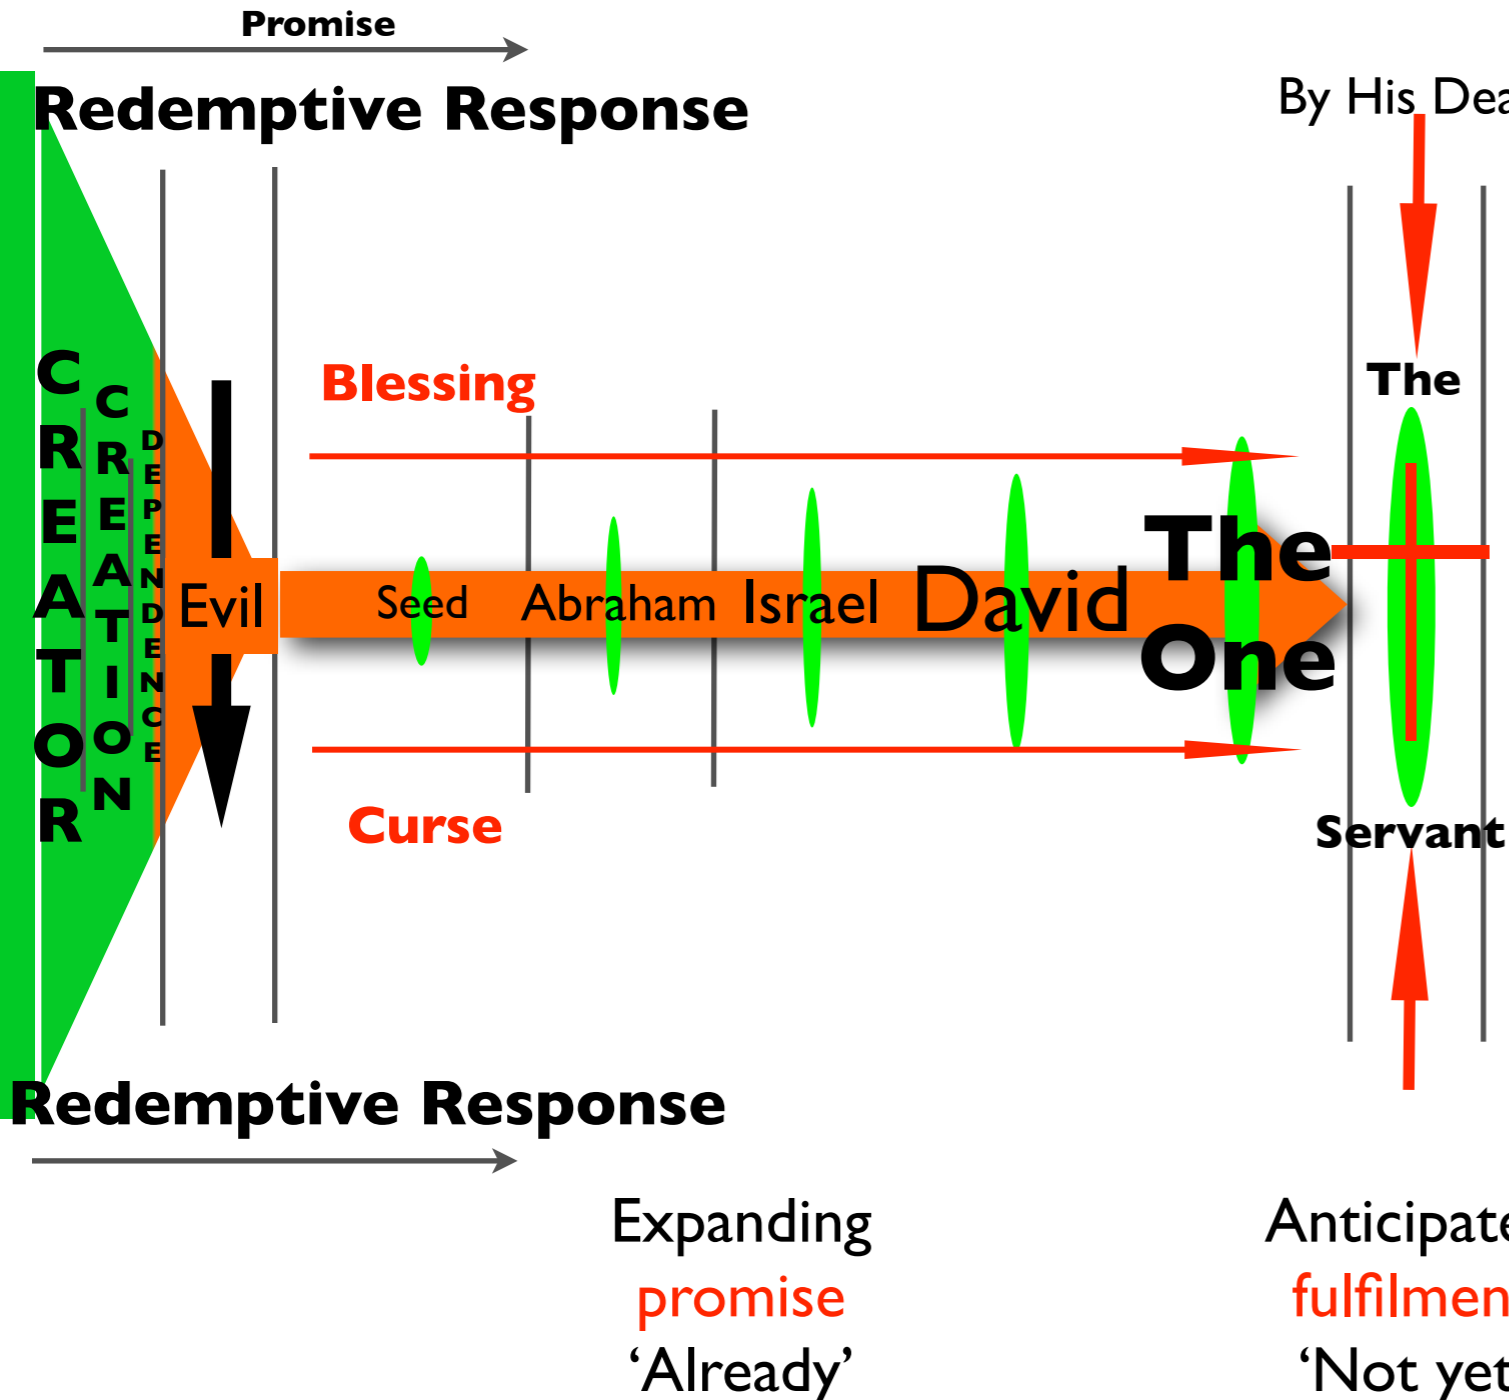 Promise
Redemptive Response
By His Dea
CREATOR
CREATION
DEPENDENCE
Evil
Blessing
Seed
Abraham
Israel
David
The
One
Curse
The
Servant
Redemptive Response
Expanding
promise
‘Already’
Anticipate
fulfilmen
‘Not yet